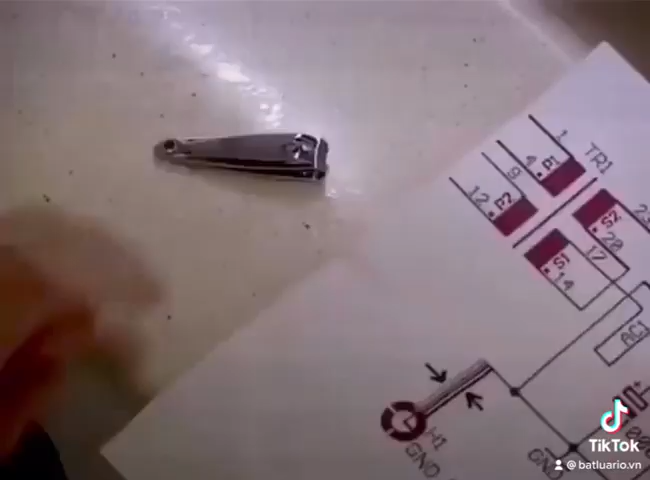 1
TR1
4
P1
9
12
P2
S2
20
S1
17
14
AC1
H1
GND
GND
TikTok
@batluario.vn